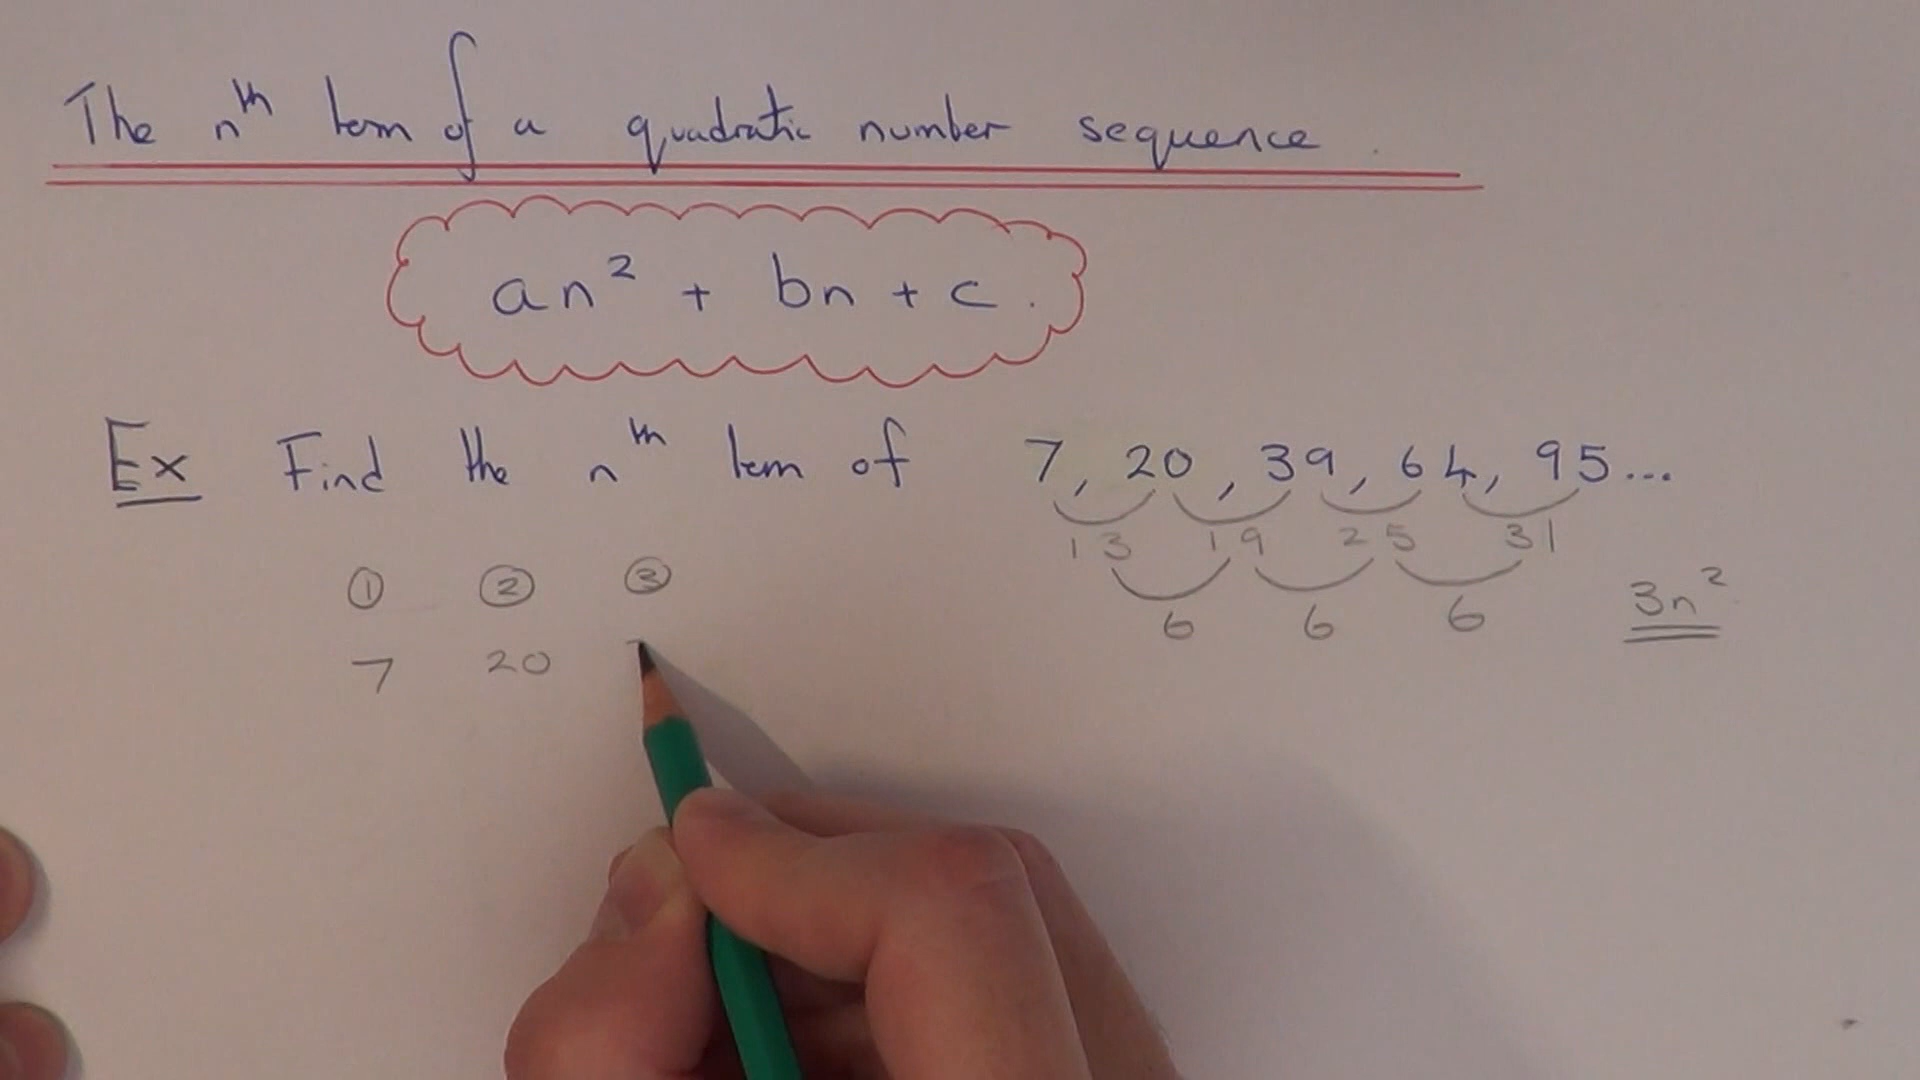 The nth term of a quadratic number sequence.
an² + bn + c.
Ex Find the nth term of 7, 20, 39, 64, 95...
13 19 25 31
① ② ③
6 6 6 3n²
7 20